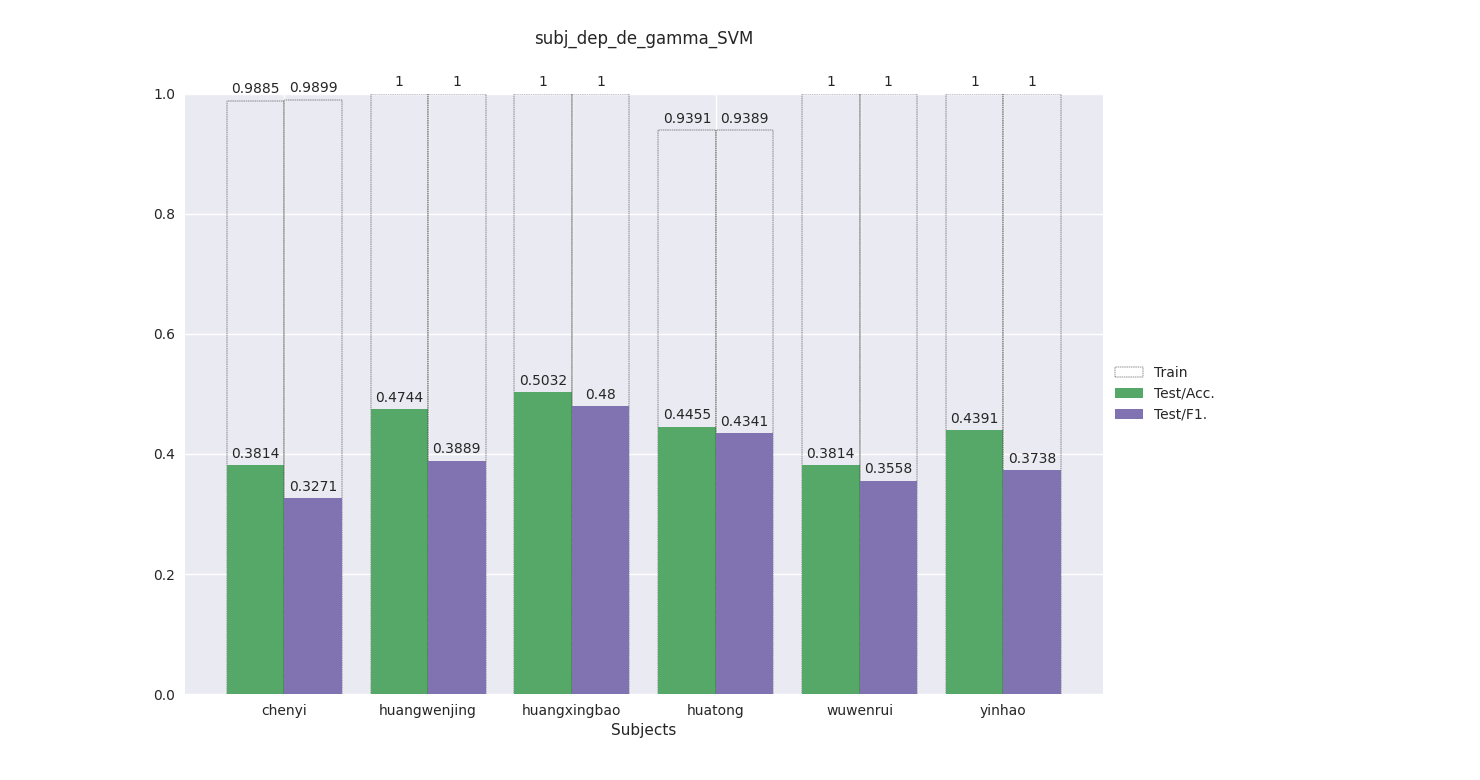 subj_dep_de_gamma_SVM
0.9885 0.9899 1 1 1 1 0.9391 0.9389 1 1 1 1
1.0
0.8
0.6
0.4
0.2
0.0
0.3814 0.3271 0.4744 0.3889 0.5032 0.48 0.4455 0.4341 0.3814 0.3558 0.4391 0.3738
chenyi huangwenjing huangxingbao huatong wuwenrui yinhao
Subjects
Train
Test/Acc.
Test/F1.